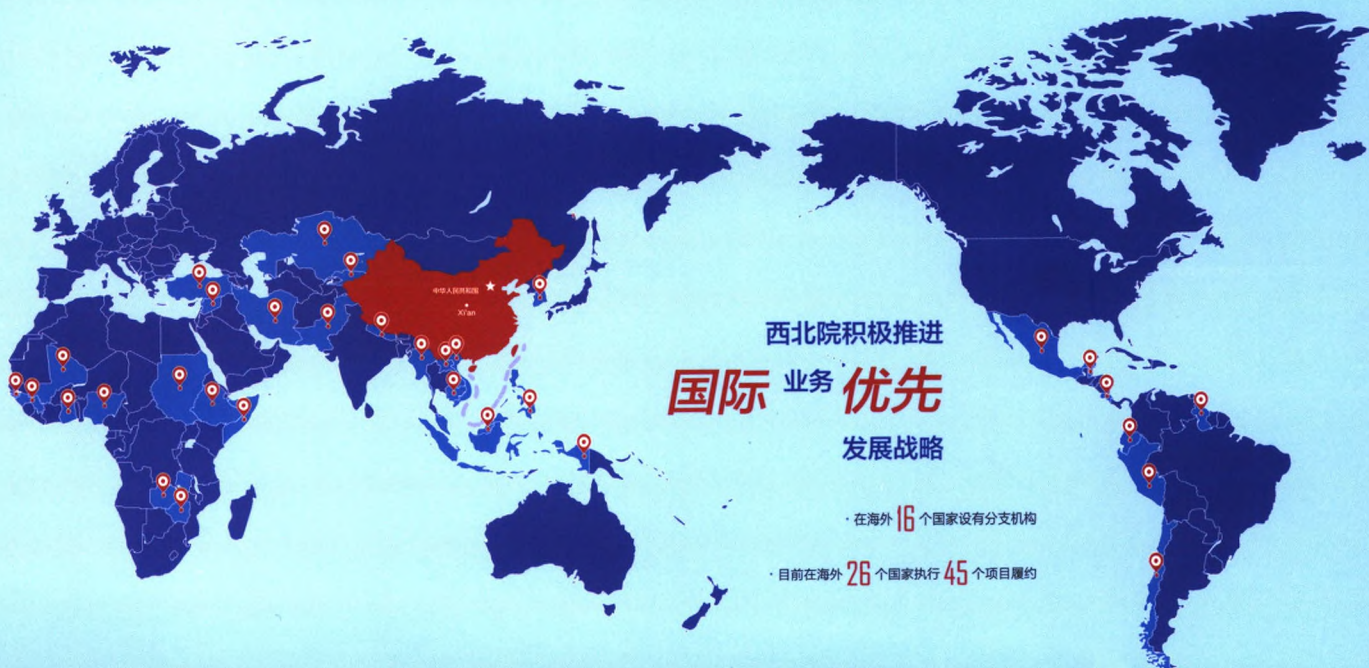 中华人民共和国
Xi'an
西北院积极推进
国际 业务 优先
发展战略
· 在海外 16 个国家设有分支机构
· 目前在海外 26 个国家执行 45 个项目履约